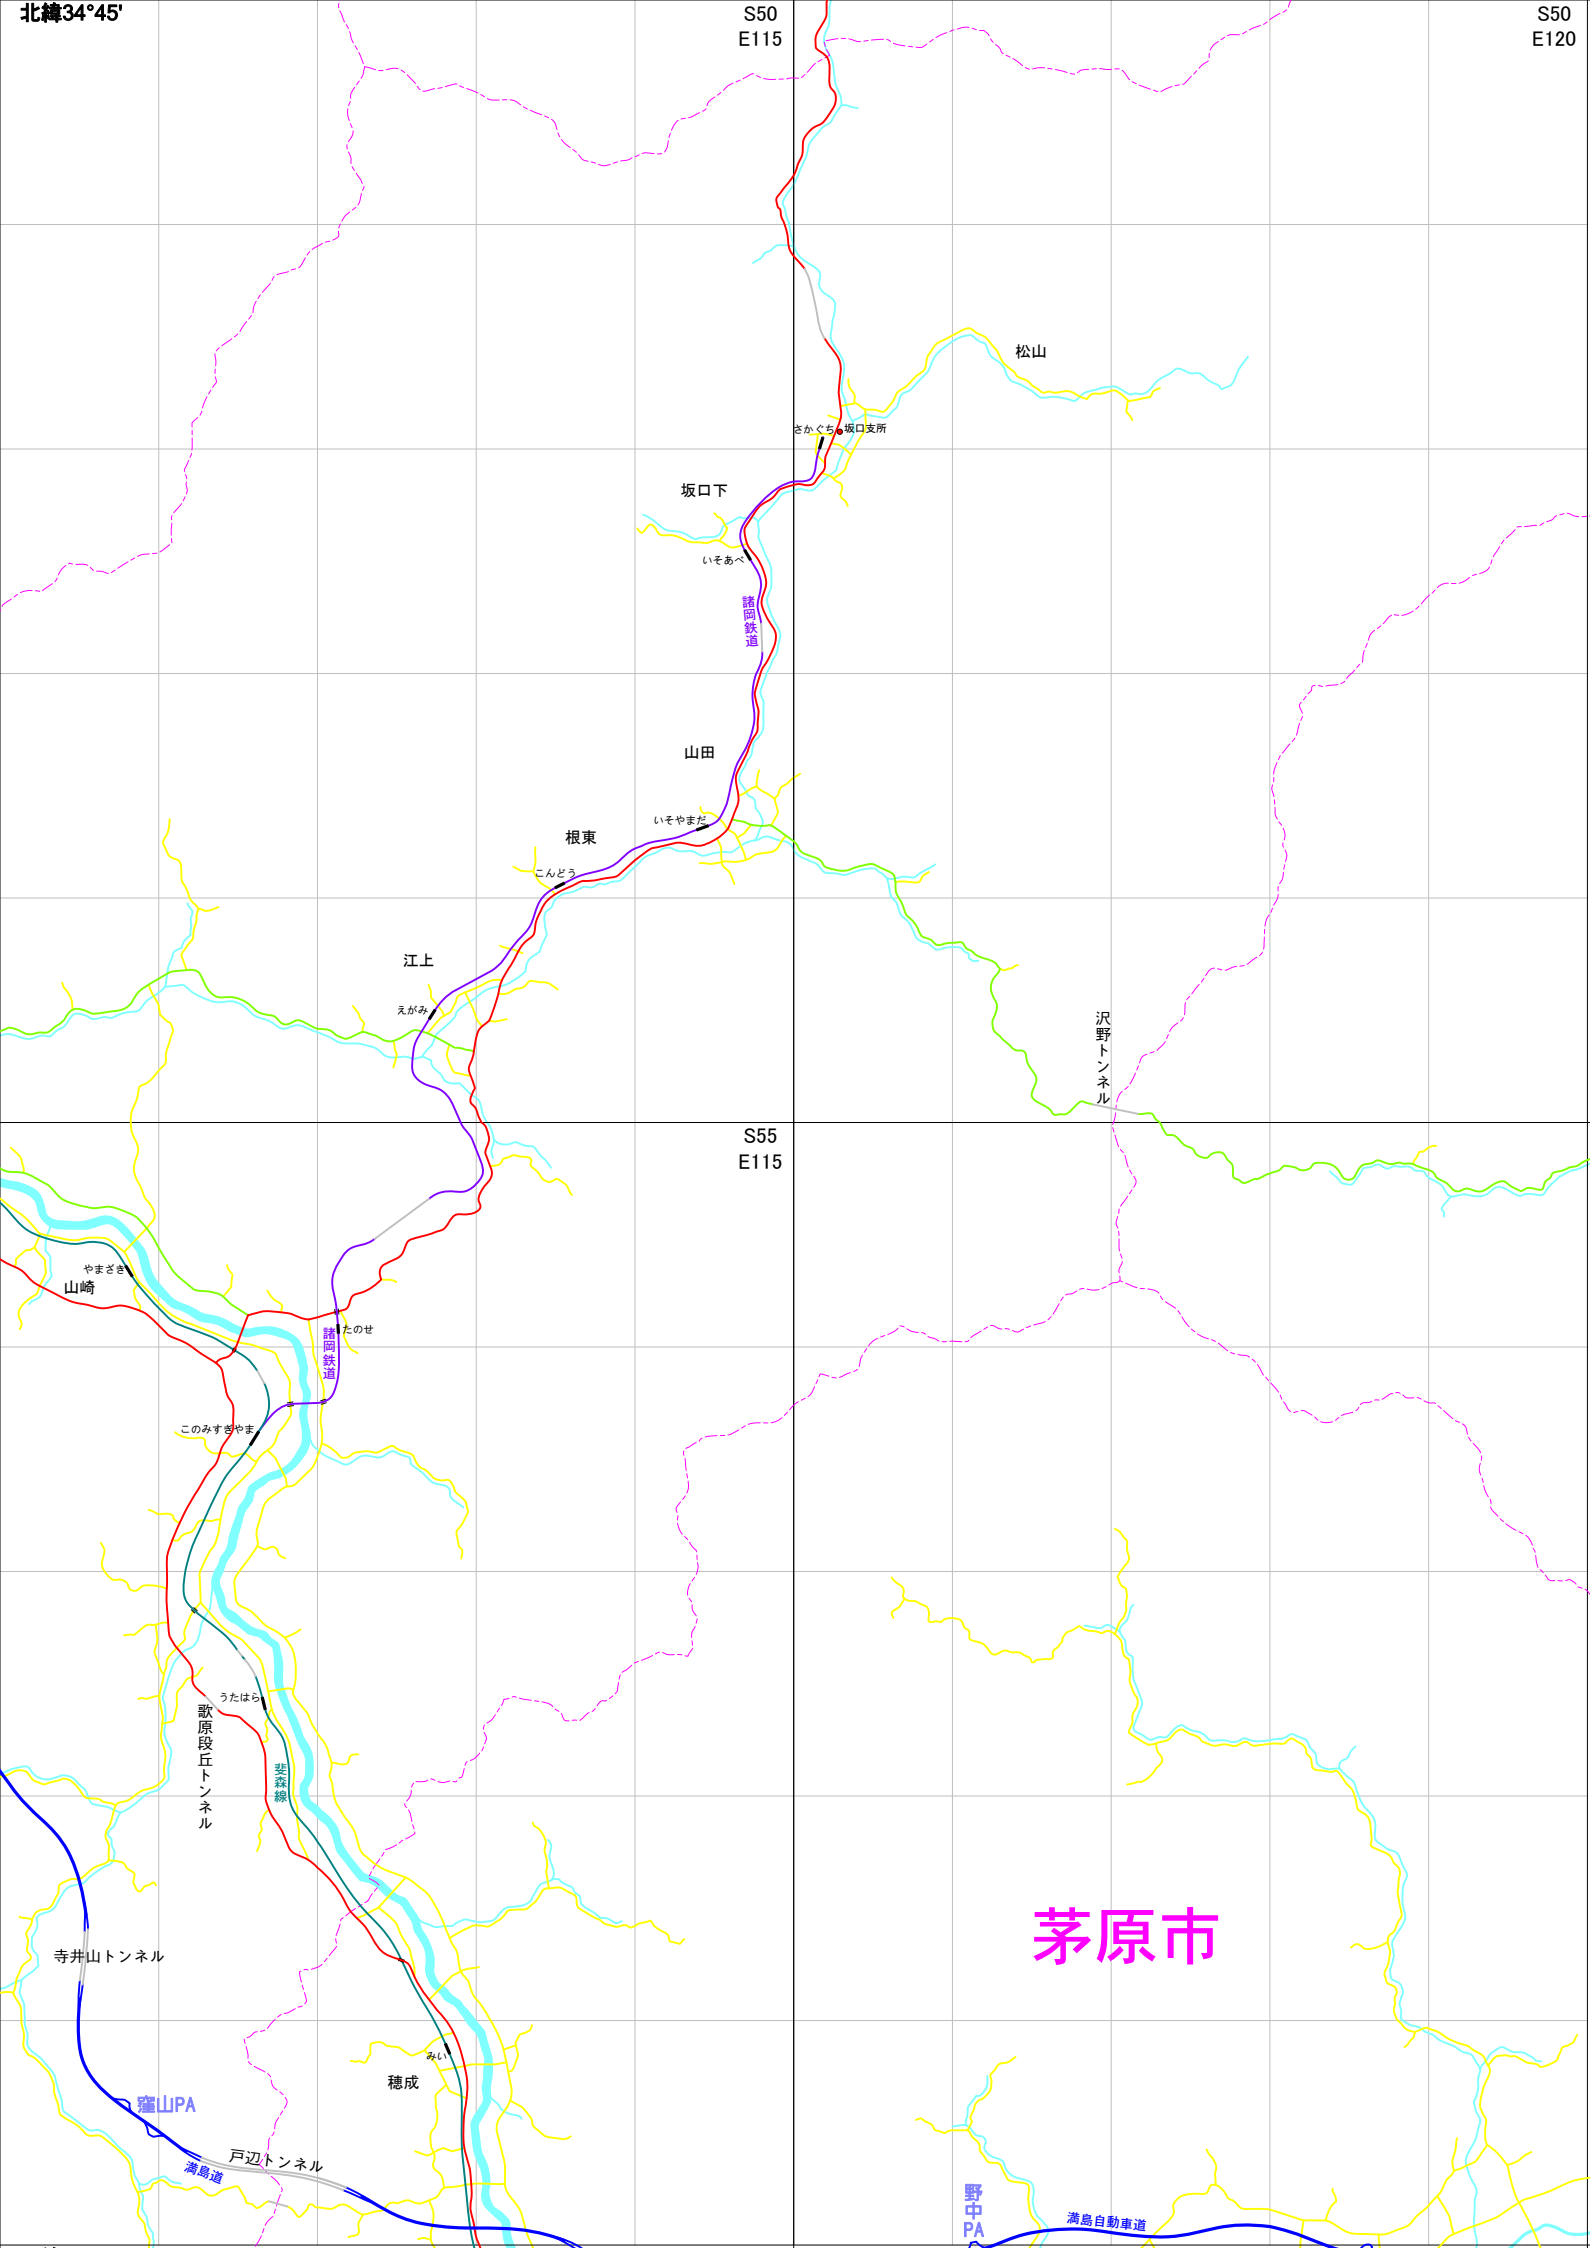 北緯34°45'
S50
E115
S50
E120
松山
さかぐち
坂口支所
坂口下
いそあべ
諸岡鉄道
山田
いそやまだ
根東
こんどう
江上
えがみ
沢野トンネル
S55
E115
やまざき
山崎
たのせ
諸岡鉄道
このみすぎやま
うたはら
歌原段丘トンネル
斐森線
茅原市
寺井山トンネル
みい
穂成
窪山PA
戸辺トンネル
満島道
野中PA
満島自動車道